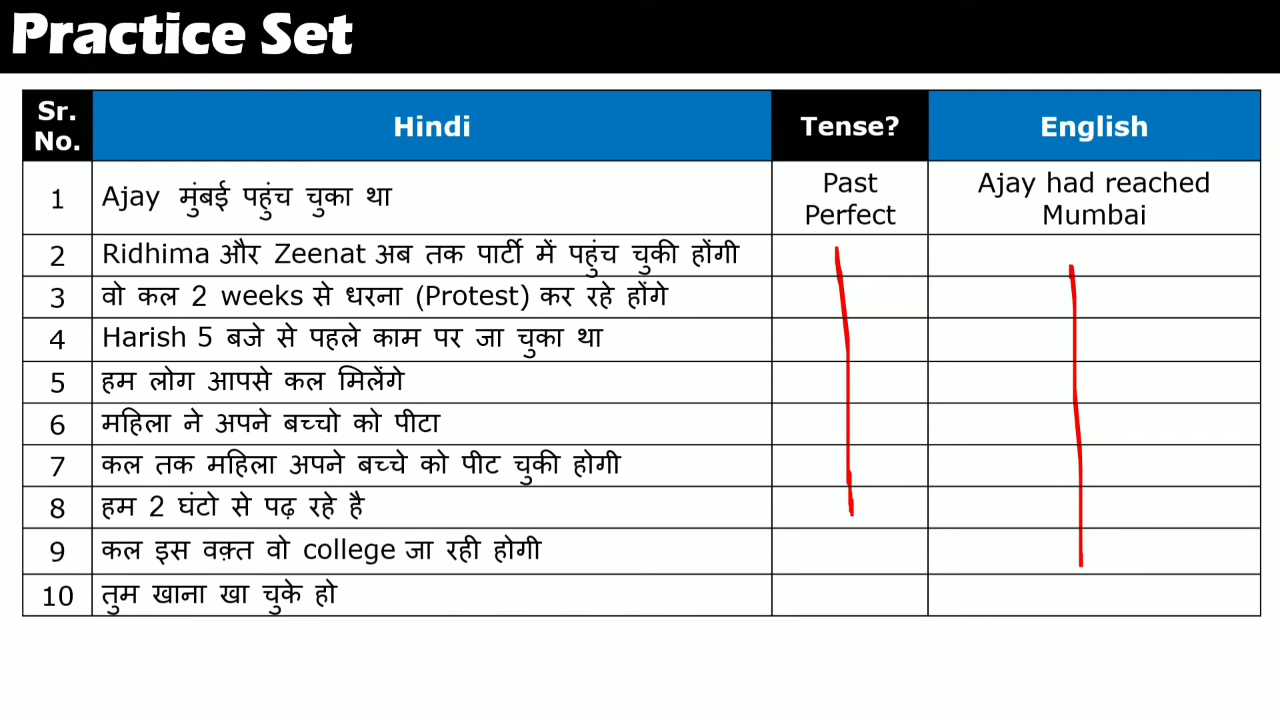 Practice Set
Sr. No. Hindi Tense? English
1 Ajay मुंबई पहुंच चुका था Past Perfect Ajay had reached Mumbai
2 Ridhima और Zeenat अब तक पार्टी में पहुंच चुकी होंगी
3 वो कल 2 weeks से धरना (Protest) कर रहे होंगे
4 Harish 5 बजे से पहले काम पर जा चुका था
5 हम लोग आपसे कल मिलेंगे
6 महिला ने अपने बच्चो को पीटा
7 कल तक महिला अपने बच्चे को पीट चुकी होगी
8 हम 2 घंटो से पढ़ रहे है
9 कल इस वक़्त वो college जा रही होगी
10 तुम खाना खा चुके हो